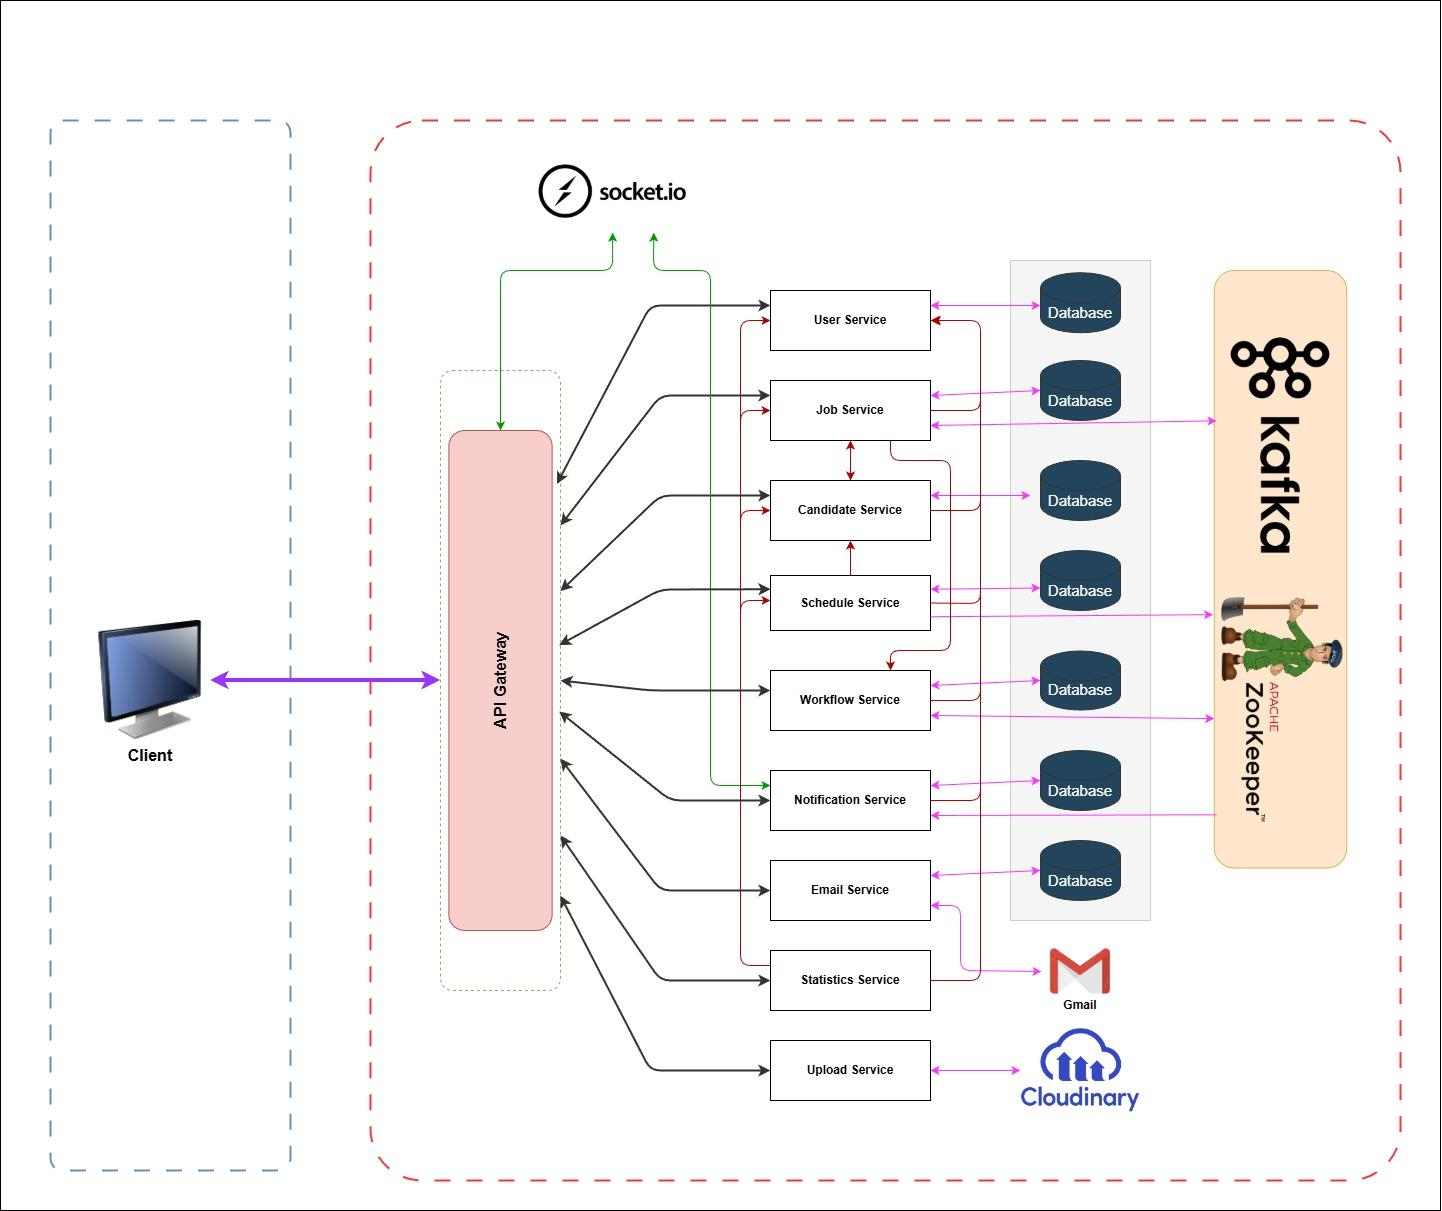 socket.io
User Service
Database
Job Service
Database
kafka
Candidate Service
Database
Schedule Service
Database
API Gateway
Client
Workflow Service
Database
APACHE
ZooKeeper™
Notification Service
Database
Email Service
Database
Statistics Service
Gmail
Upload Service
Cloudinary